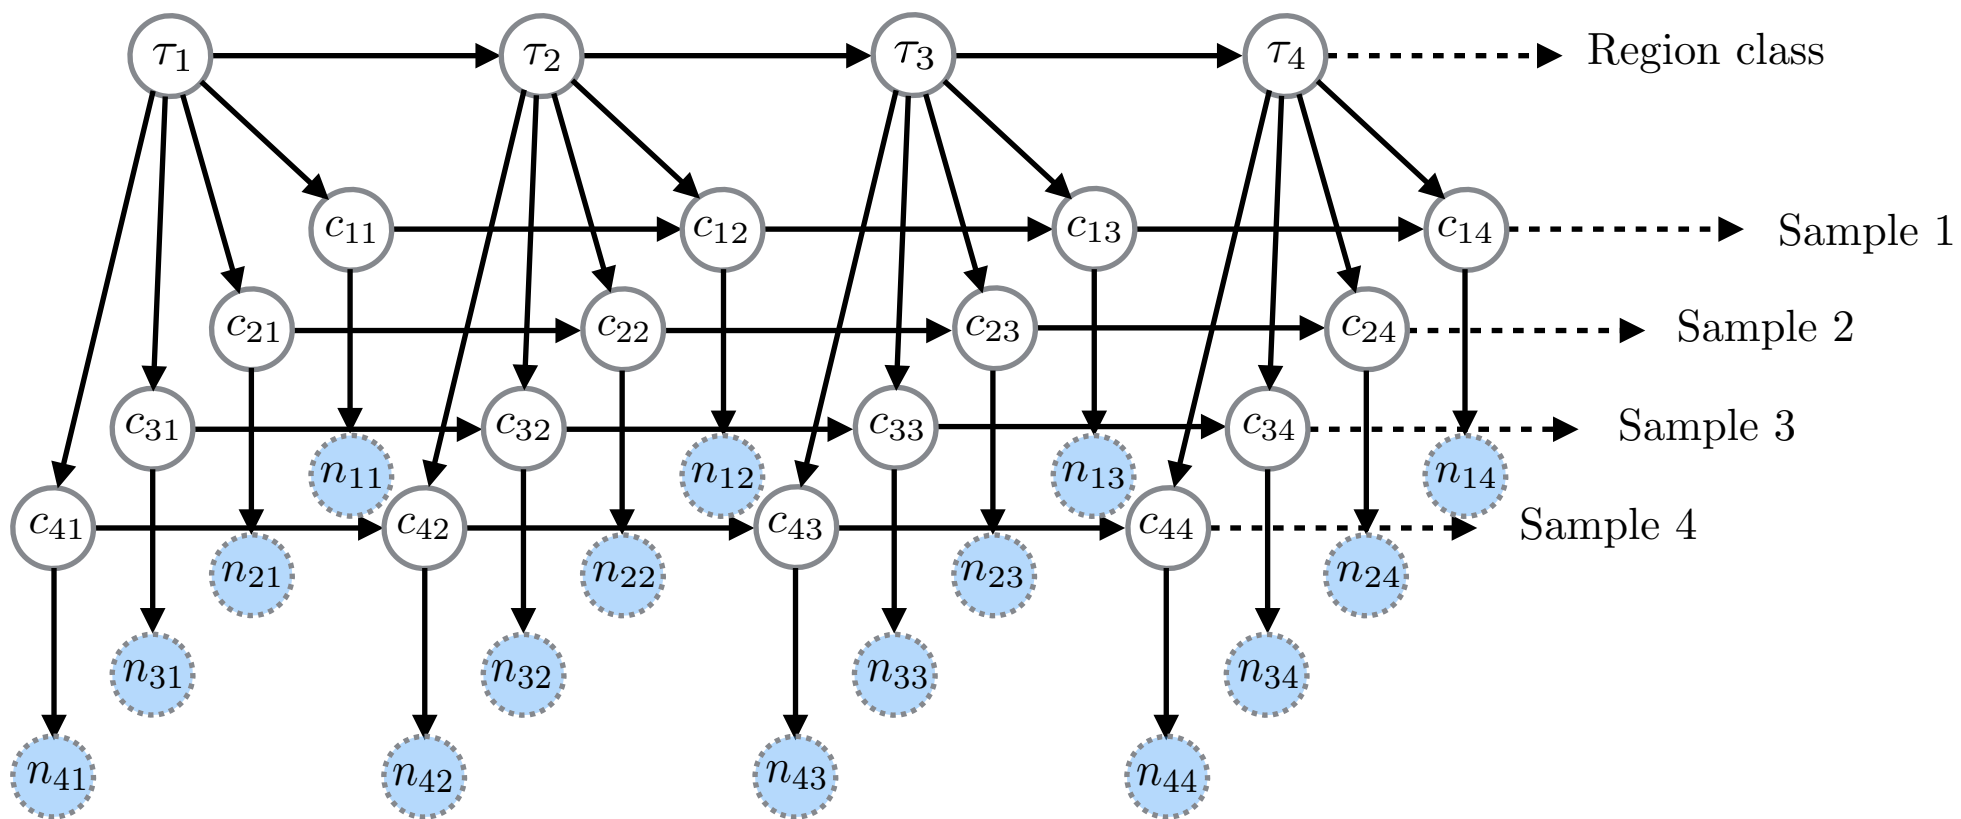 τ₁ τ₂ τ₃ τ₄ Region class
c₁₁ c₁₂ c₁₃ c₁₄ Sample 1
c₂₁ c₂₂ c₂₃ c₂₄ Sample 2
c₃₁ c₃₂ c₃₃ c₃₄ Sample 3
n₁₁ n₁₂ n₁₃ n₁₄
c₄₁ c₄₂ c₄₃ c₄₄ Sample 4
n₂₁ n₂₂ n₂₃ n₂₄
n₃₁ n₃₂ n₃₃ n₃₄
n₄₁ n₄₂ n₄₃ n₄₄